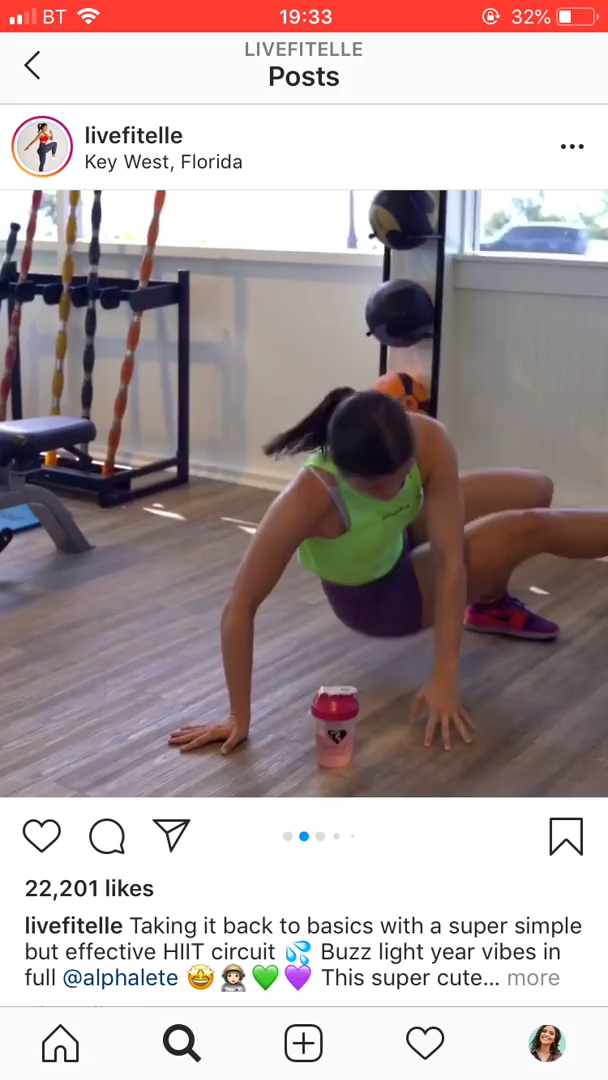 BT 19:33 32%
LIVEFITELLE
Posts
livefitelle
Key West, Florida
22,201 likes
livefitelle Taking it back to basics with a super simple
but effective HIIT circuit 💦 Buzz light year vibes in
full @alphalete 🤩👩🏻‍🚀💚💜 This super cute... more